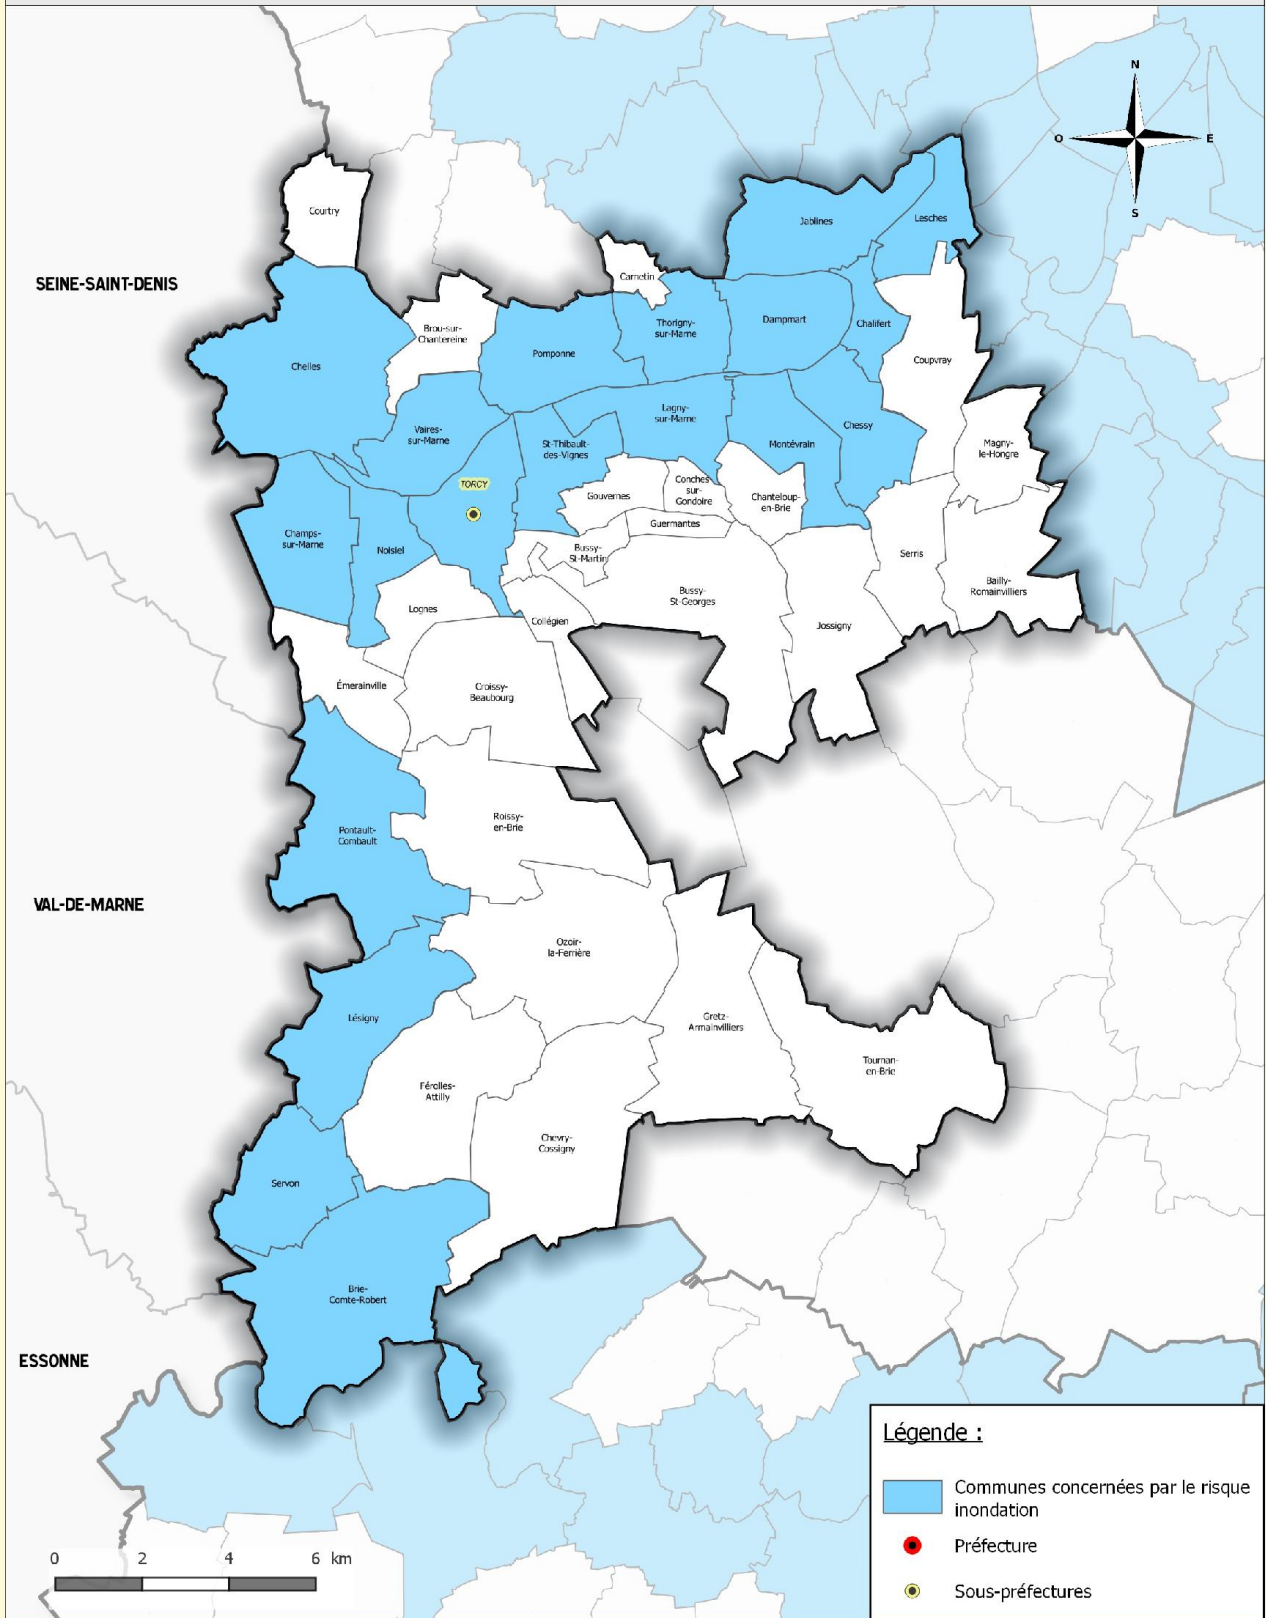 N
O
E
S
Courtry
Jablines
Lesches
SEINE-SAINT-DENIS
Carnetin
Brou-sur-
Chantereine
Thorigny-
sur-Marne
Dampmart
Chalifert
Pomponne
Coupvray
Chelles
Lagny-
sur-Marne
Vaires-
sur-Marne
St-Thibault-
des-Vignes
Montévrain
Chessy
Magny-
le-Hongre
TORCY
Gouvernes
Conches
sur-
Gondoire
Chanteloup-
en-Brie
Guermantes
Champs-
sur-Marne
Noisiel
Bussy-
St-Martin
Serris
Bailly-
Romainvilliers
Bussy-
St-Georges
Lognes
Collégien
Jossigny
Émerainville
Croissy-
Beaubourg
Roissy-
en-Brie
Pontault-
Combault
VAL-DE-MARNE
Ozoir-
la-Ferrière
Lésigny
Gretz-
Armainvilliers
Tournan-
en-Brie
Férolles-
Attilly
Chevry-
Cossigny
Servon
Brie-
Comte-Robert
ESSONNE
Légende :
Communes concernées par le risque
inondation
Préfecture
Sous-préfectures
0 2 4 6 km